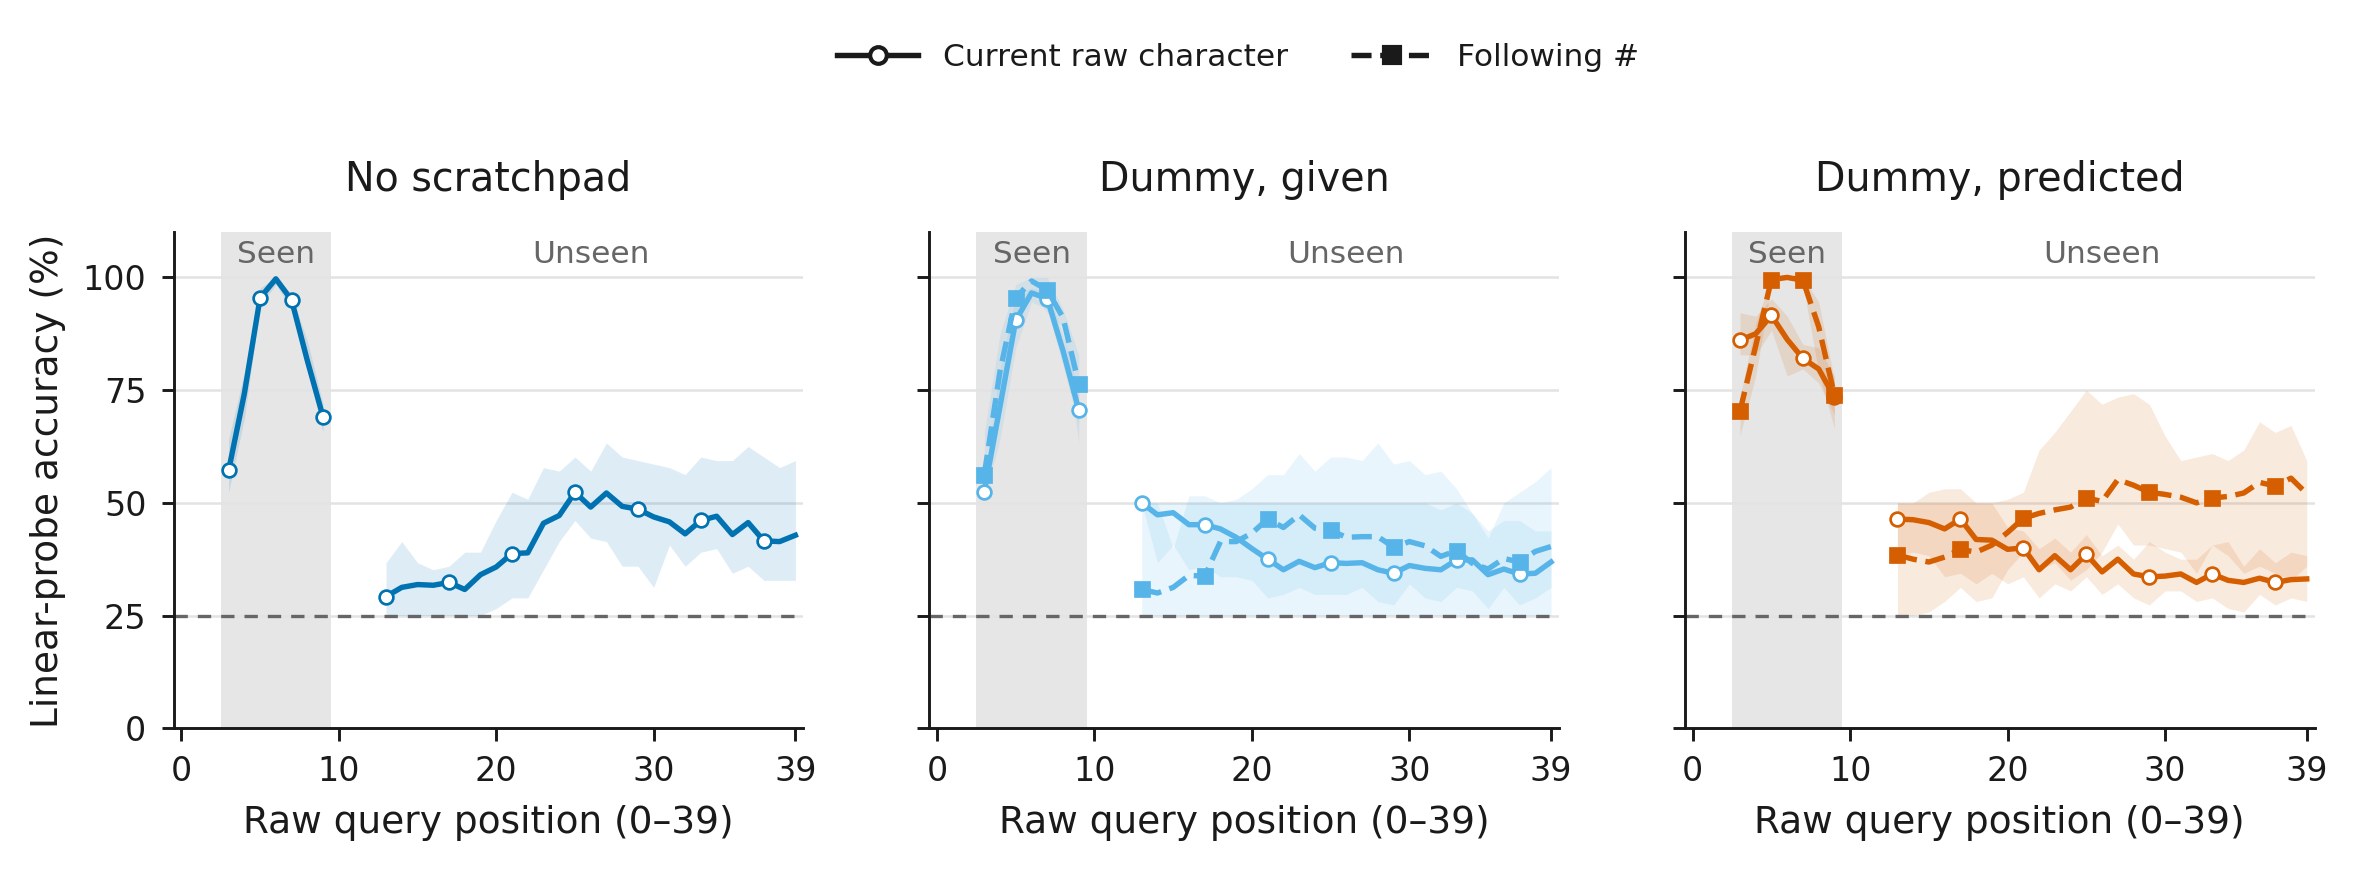 Current raw character
Following #
No scratchpad
Dummy, given
Dummy, predicted
Linear-probe accuracy (%)
100
75
50
25
0
Seen
Unseen
0
10
20
30
39
Raw query position (0–39)
Seen
Unseen
0
10
20
30
39
Raw query position (0–39)
Seen
Unseen
0
10
20
30
39
Raw query position (0–39)